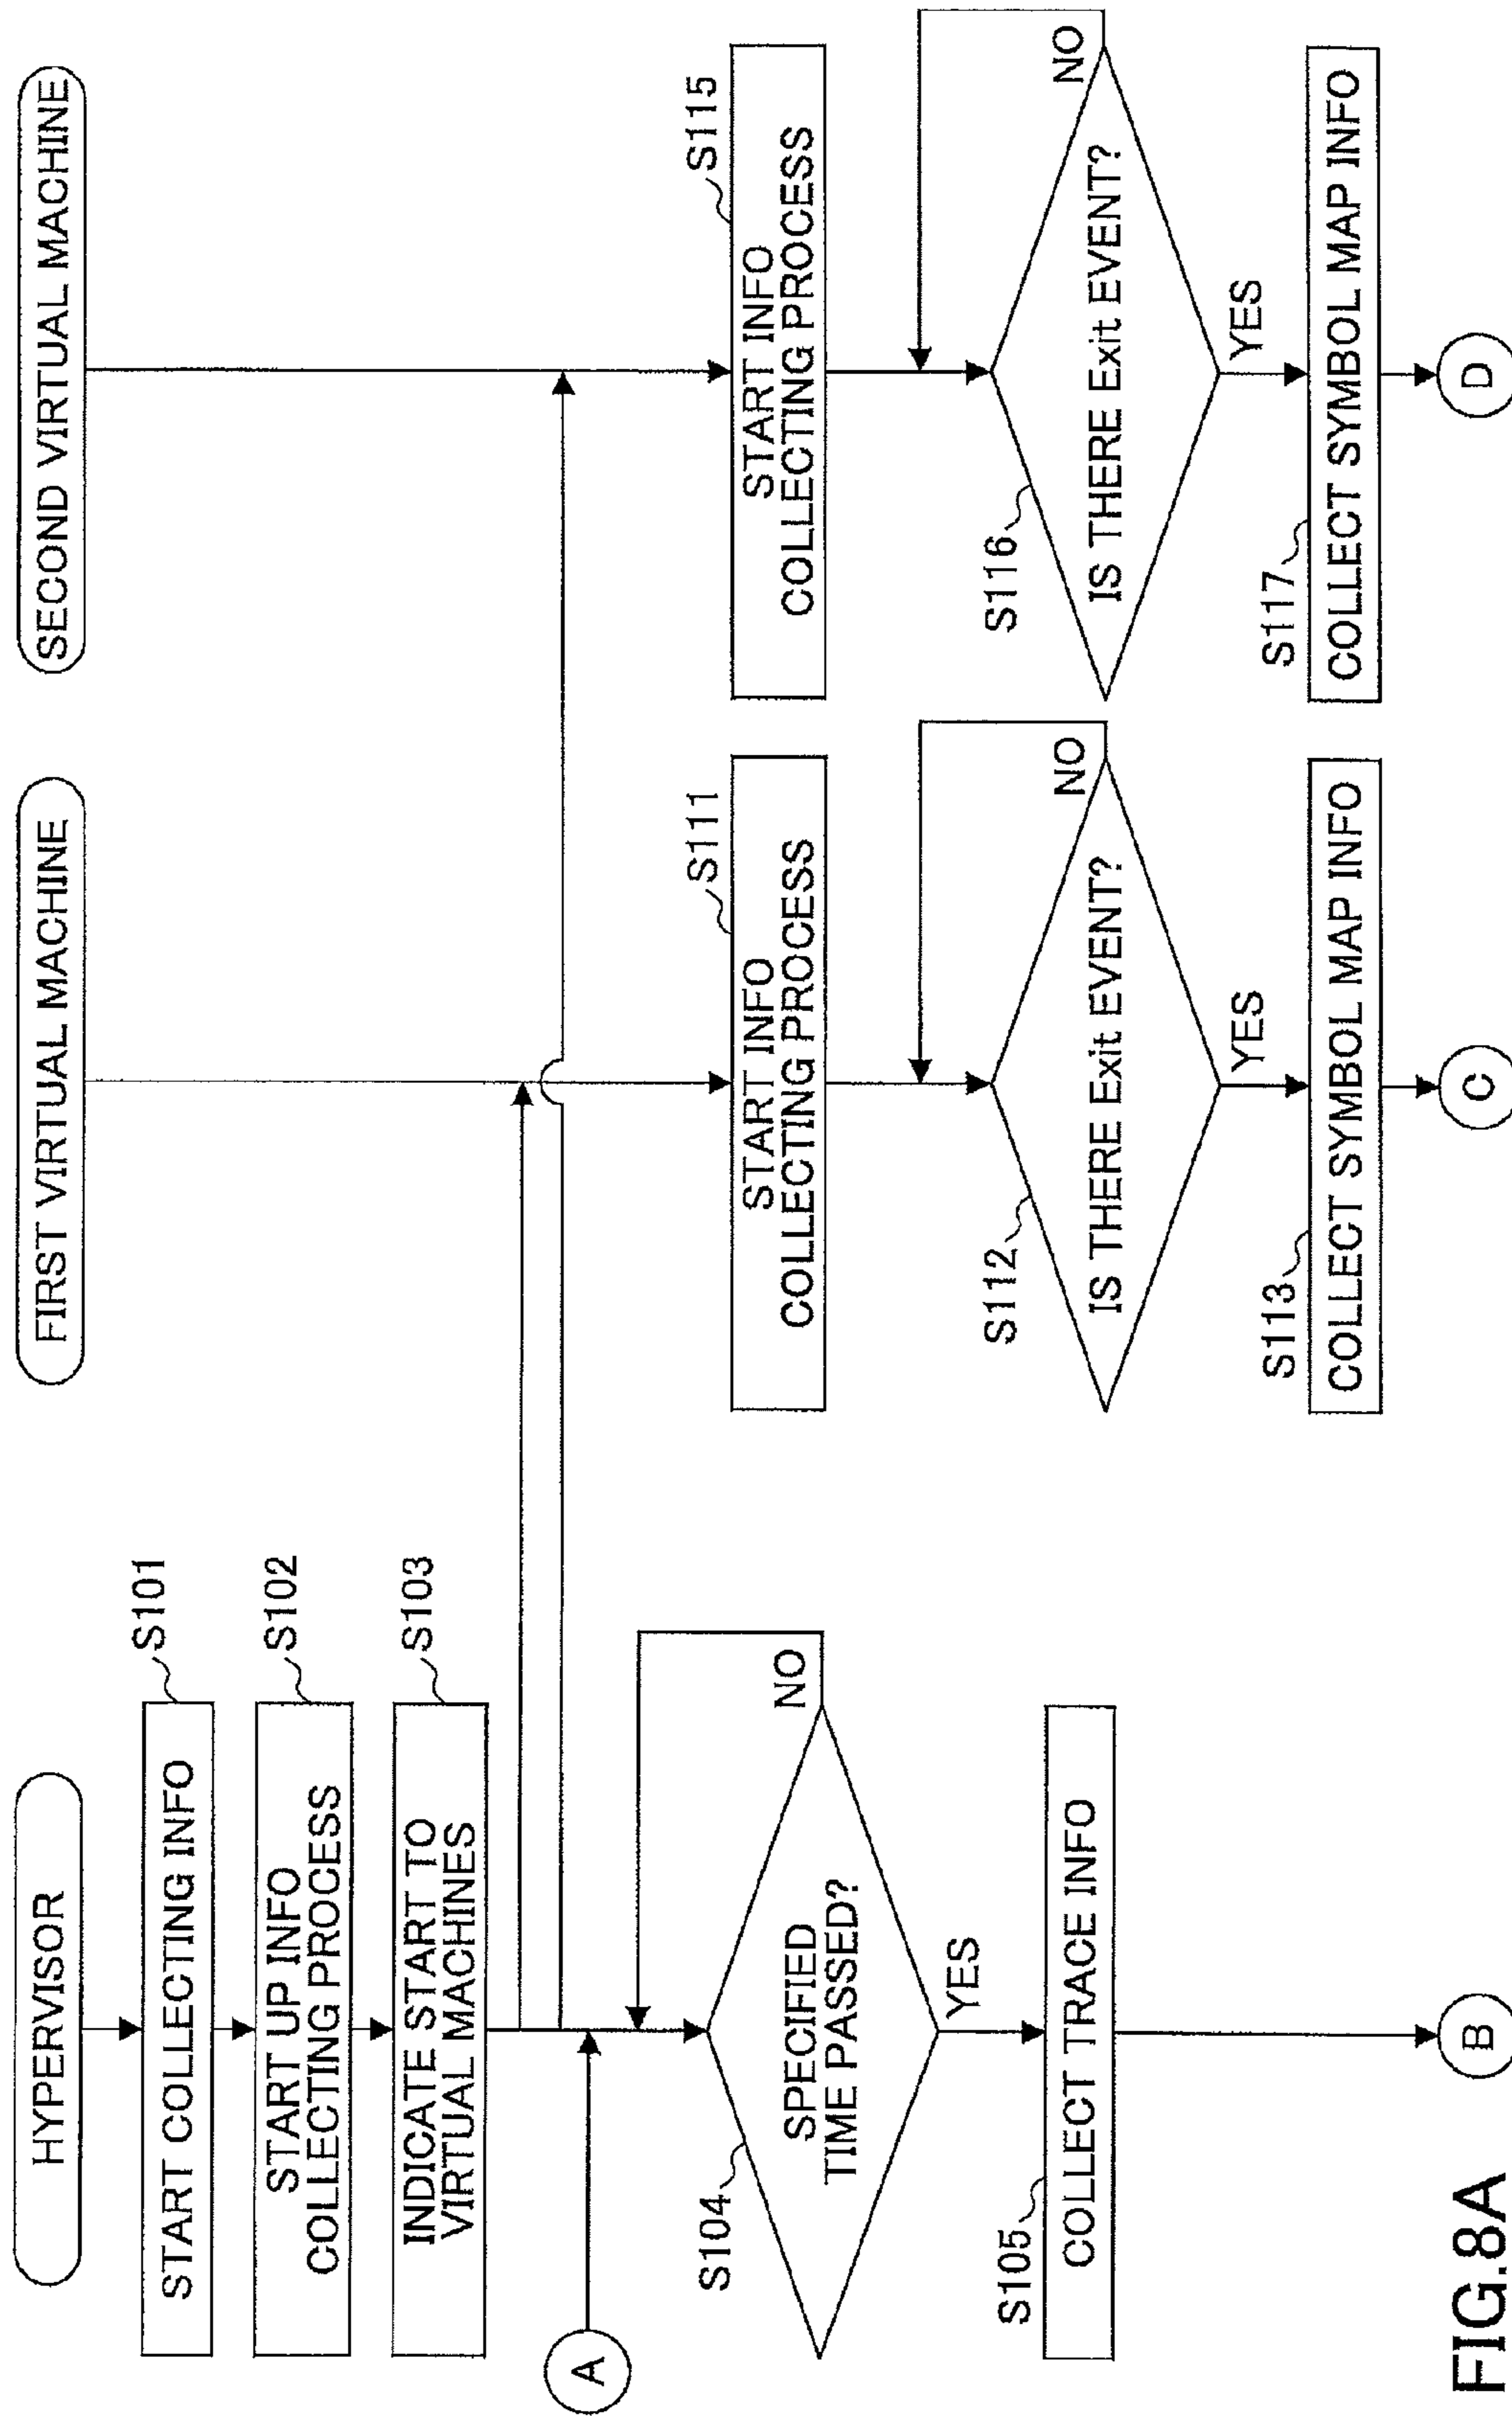 HYPERVISOR
START COLLECTING INFO
S101
START UP INFO
COLLECTING PROCESS
S102
INDICATE START TO
VIRTUAL MACHINES
S103
A
S104
SPECIFIED
TIME PASSED?
NO
YES
S105
COLLECT TRACE INFO
B
FIRST VIRTUAL MACHINE
START INFO
COLLECTING PROCESS
S111
S112
IS THERE Exit EVENT?
NO
YES
S113
COLLECT SYMBOL MAP INFO
C
SECOND VIRTUAL MACHINE
START INFO
COLLECTING PROCESS
S115
S116
IS THERE Exit EVENT?
NO
YES
S117
COLLECT SYMBOL MAP INFO
D
FIG.8A